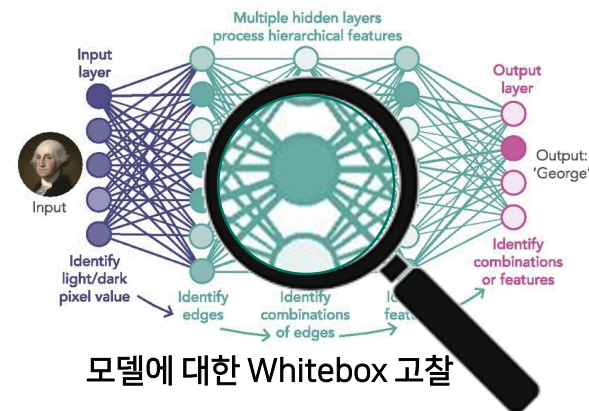 Multiple hidden layers
process hierarchical features
Input
layer
Output
layer
Input
Output:
'George'
Identify
light/dark
pixel value
Identify
edges
Identify
combinations
of edges
Identify
combinations
or features
모델에 대한 Whitebox 고찰